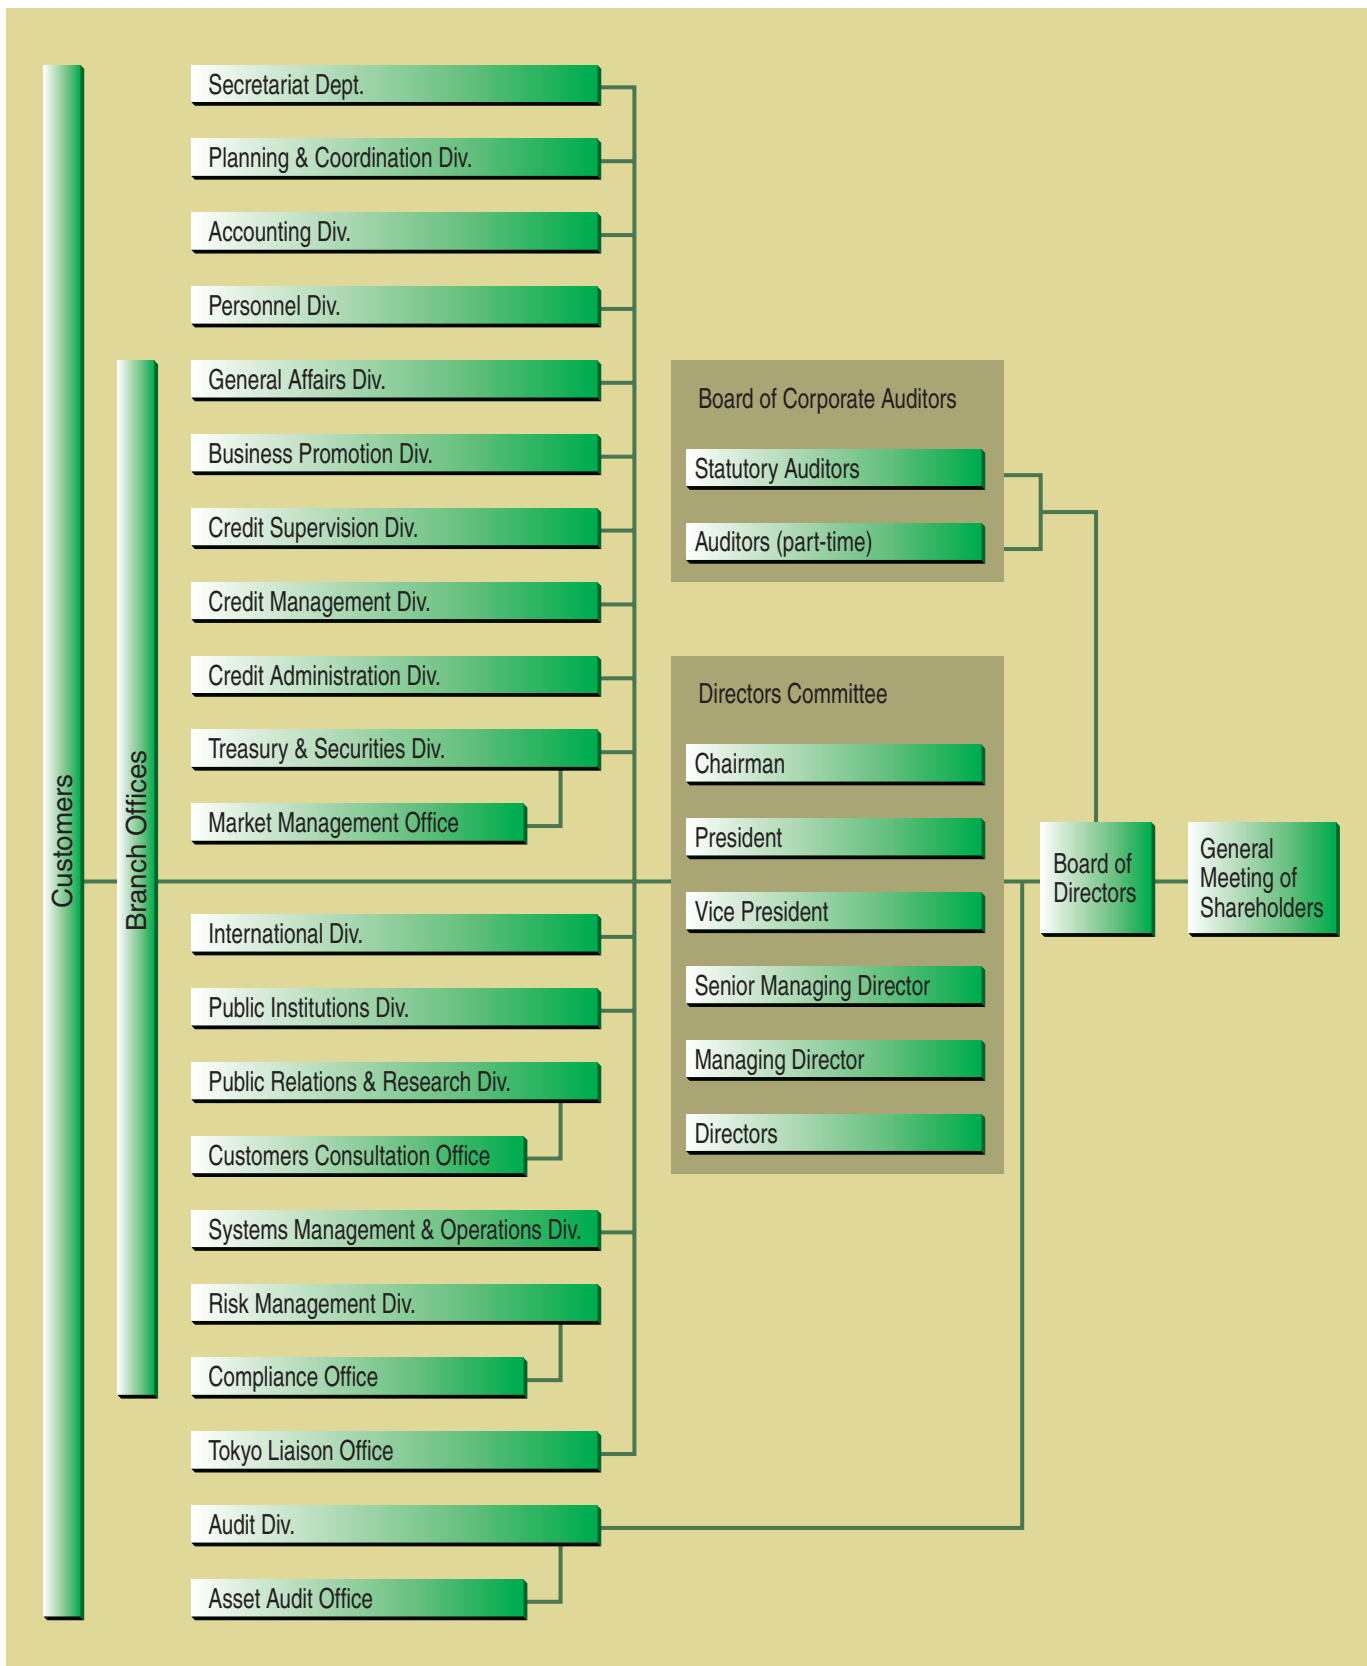 Customers
Branch Offices
Secretariat Dept.
Planning & Coordination Div.
Accounting Div.
Personnel Div.
General Affairs Div.
Business Promotion Div.
Credit Supervision Div.
Credit Management Div.
Credit Administration Div.
Treasury & Securities Div.
Market Management Office
International Div.
Public Institutions Div.
Public Relations & Research Div.
Customers Consultation Office
Systems Management & Operations Div.
Risk Management Div.
Compliance Office
Tokyo Liaison Office
Audit Div.
Asset Audit Office
Board of Corporate Auditors
Statutory Auditors
Auditors (part-time)
Directors Committee
Chairman
President
Vice President
Senior Managing Director
Managing Director
Directors
Board of
Directors
General
Meeting of
Shareholders